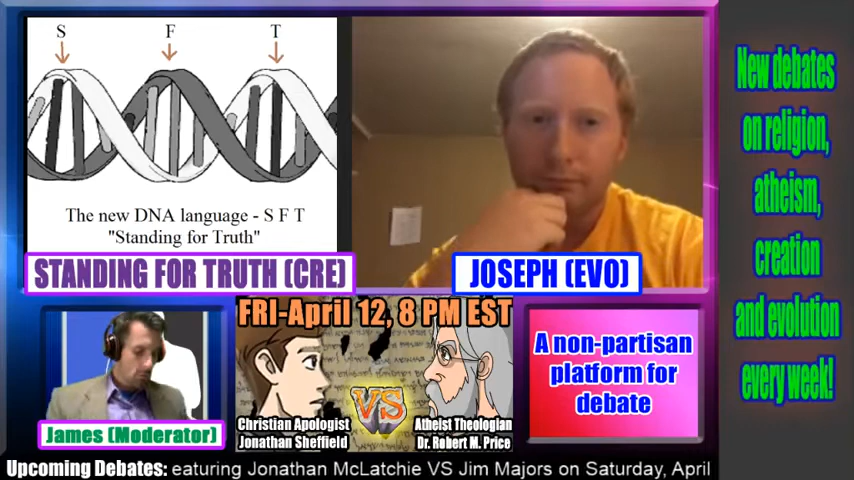 S F T
The new DNA language - S F T
"Standing for Truth"
STANDING FOR TRUTH (CRE)
JOSEPH (EVO)
New debates
on religion,
atheism,
creation
and evolution
every week!
James (Moderator)
FRI-April 12, 8 PM EST
VS
Christian Apologist
Jonathan Sheffield
Atheist Theologian
Dr. Robert M. Price
A non-partisan
platform for
debate
Upcoming Debates: eaturing Jonathan McLatchie VS Jim Majors on Saturday, April